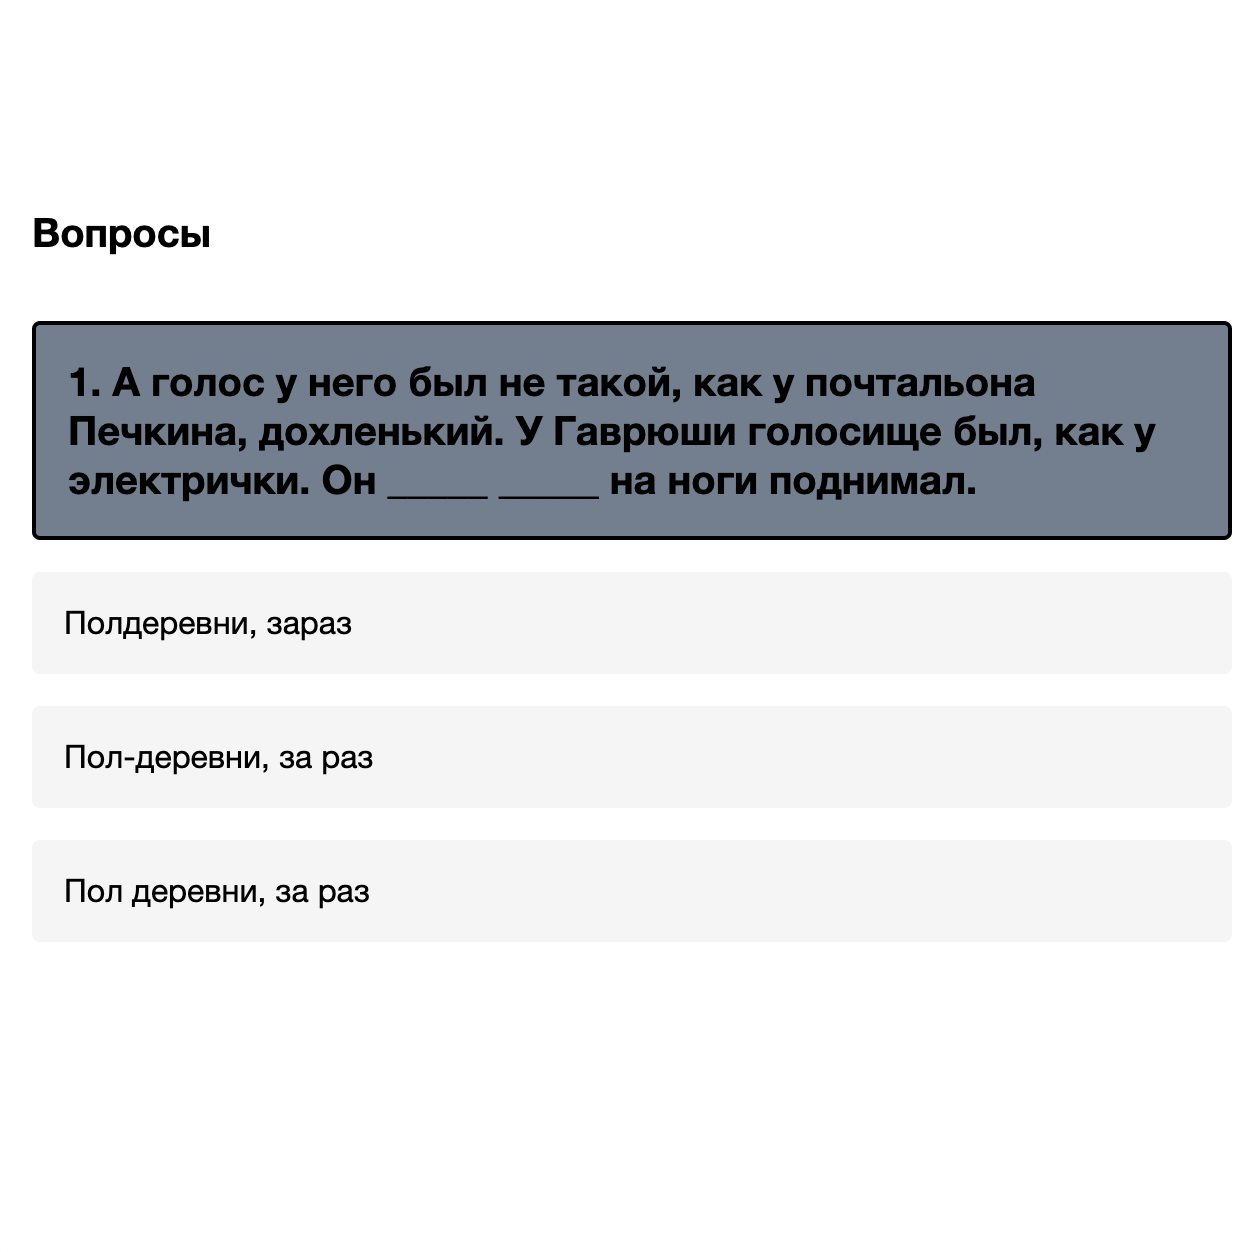 Вопросы
1. А голос у него был не такой, как у почтальона
Печкина, дохленький. У Гаврюши голосище был, как у
электрички. Он _____ _____ на ноги поднимал.
Полдеревни, зараз
Пол-деревни, за раз
Пол деревни, за раз